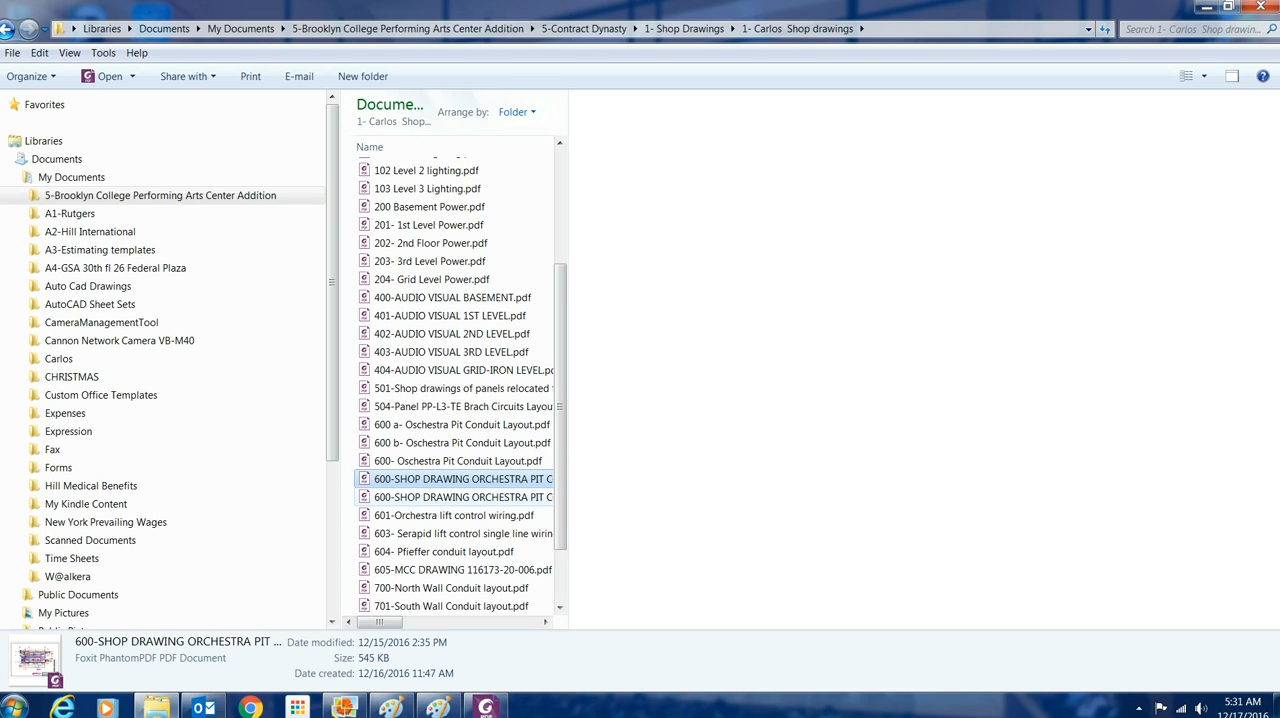 Libraries
Documents
My Documents
5-Brooklyn College Performing Arts Center Addition
5-Contract Dynasty
1- Shop Drawings
1- Carlos Shop drawings
Search 1- Carlos Shop drawin...
File
Edit
View
Tools
Help
Organize
Open
Share with
Print
E-mail
New folder
Favorites
Libraries
Documents
My Documents
5-Brooklyn College Performing Arts Center Addition
A1-Rutgers
A2-Hill International
A3-Estimating templates
A4-GSA 30th fl 26 Federal Plaza
Auto Cad Drawings
AutoCAD Sheet Sets
CameraManagementTool
Cannon Network Camera VB-M40
Carlos
CHRISTMAS
Custom Office Templates
Expenses
Expression
Fax
Forms
Hill Medical Benefits
My Kindle Content
New York Prevailing Wages
Scanned Documents
Time Sheets
W@alkera
Public Documents
My Pictures
Docume...
1- Carlos Shop...
Arrange by:
Folder
Name
102 Level 2 lighting.pdf
103 Level 3 Lighting.pdf
200 Basement Power.pdf
201- 1st Level Power.pdf
202- 2nd Floor Power.pdf
203- 3rd Level Power.pdf
204- Grid Level Power.pdf
400-AUDIO VISUAL BASEMENT.pdf
401-AUDIO VISUAL 1ST LEVEL.pdf
402-AUDIO VISUAL 2ND LEVEL.pdf
403-AUDIO VISUAL 3RD LEVEL.pdf
404-AUDIO VISUAL GRID-IRON LEVEL.pd
501-Shop drawings of panels relocated
504-Panel PP-L3-TE Brach Circuits Layou
600 a- Oschestra Pit Conduit Layout.pdf
600 b- Oschestra Pit Conduit Layout.pdf
600- Oschestra Pit Conduit Layout.pdf
600-SHOP DRAWING ORCHESTRA PIT C
600-SHOP DRAWING ORCHESTRA PIT C
601-Orchestra lift control wiring.pdf
603- Serapid lift control single line wirin
604- Pfieffer conduit layout.pdf
605-MCC DRAWING 116173-20-006.pdf
700-North Wall Conduit layout.pdf
701-South Wall Conduit layout.pdf
600-SHOP DRAWING ORCHESTRA PIT ...
Foxit PhantomPDF PDF Document
Date modified: 12/15/2016 2:35 PM
Size: 545 KB
Date created: 12/16/2016 11:47 AM
5:31 AM
12/17/2016